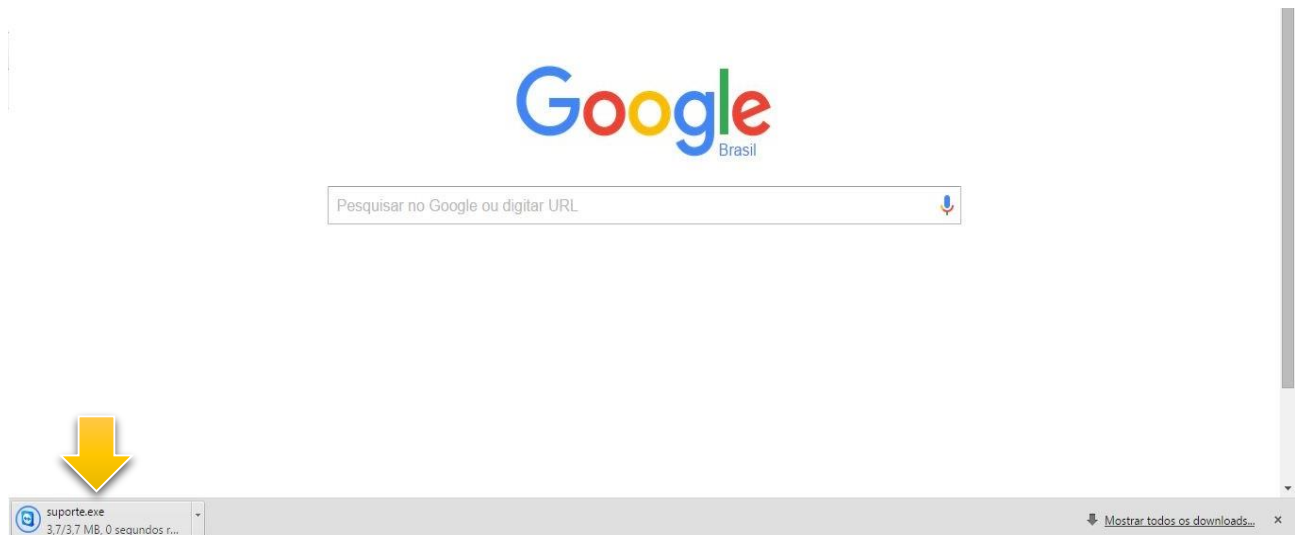 Google
Brasil
Pesquisar no Google ou digitar URL
suporte.exe
3,7/3,7 MB, 0 segundos r...
Mostrar todos os downloads...